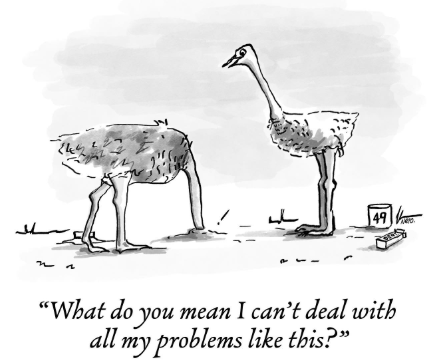 49
“What do you mean I can’t deal with
all my problems like this?”